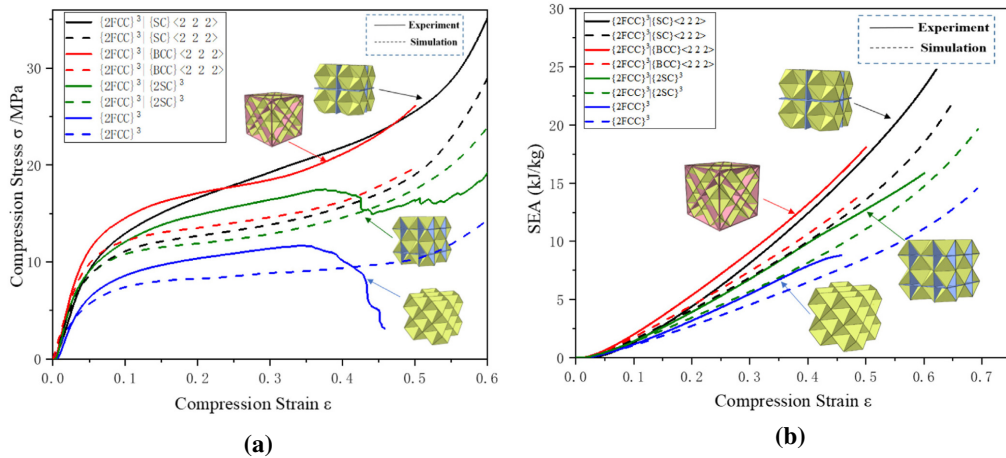 {2FCC}³|{SC}<2 2 2>
{2FCC}³|{SC}<2 2 2>
{2FCC}³|{BCC}<2 2 2>
{2FCC}³|{BCC}<2 2 2>
{2FCC}³|{2SC}³
{2FCC}³|{2SC}³
{2FCC}³
{2FCC}³
Experiment
Simulation
Compression Stress σ /MPa
30
20
10
0
0.0 0.1 0.2 0.3 0.4 0.5 0.6
Compression Strain ε
(a)
{2FCC}³|{SC}<2 2 2>
{2FCC}³|{SC}<2 2 2>
{2FCC}³|{BCC}<2 2 2>
{2FCC}³|{BCC}<2 2 2>
{2FCC}³|{2SC}³
{2FCC}³|{2SC}³
{2FCC}³
{2FCC}³
Experiment
Simulation
SEA (kJ/kg)
30
25
20
15
10
5
0
0.0 0.1 0.2 0.3 0.4 0.5 0.6 0.7
Compression Strain ε
(b)